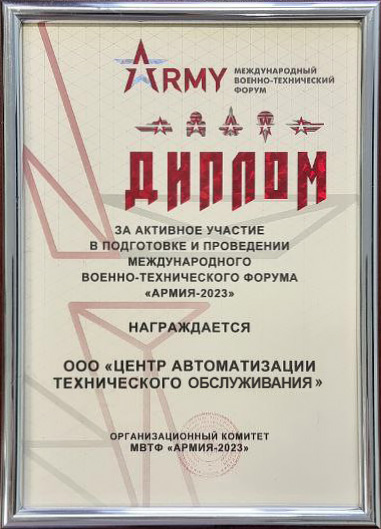 ARMY
МЕЖДУНАРОДНЫЙ
ВОЕННО-ТЕХНИЧЕСКИЙ
ФОРУМ
ДИПЛОМ
ЗА АКТИВНОЕ УЧАСТИЕ
В ПОДГОТОВКЕ И ПРОВЕДЕНИИ
МЕЖДУНАРОДНОГО
ВОЕННО-ТЕХНИЧЕСКОГО ФОРУМА
«АРМИЯ-2023»
НАГРАЖДАЕТСЯ
ООО «ЦЕНТР АВТОМАТИЗАЦИИ
ТЕХНИЧЕСКОГО ОБСЛУЖИВАНИЯ»
ОРГАНИЗАЦИОННЫЙ КОМИТЕТ
МВТФ «АРМИЯ-2023»